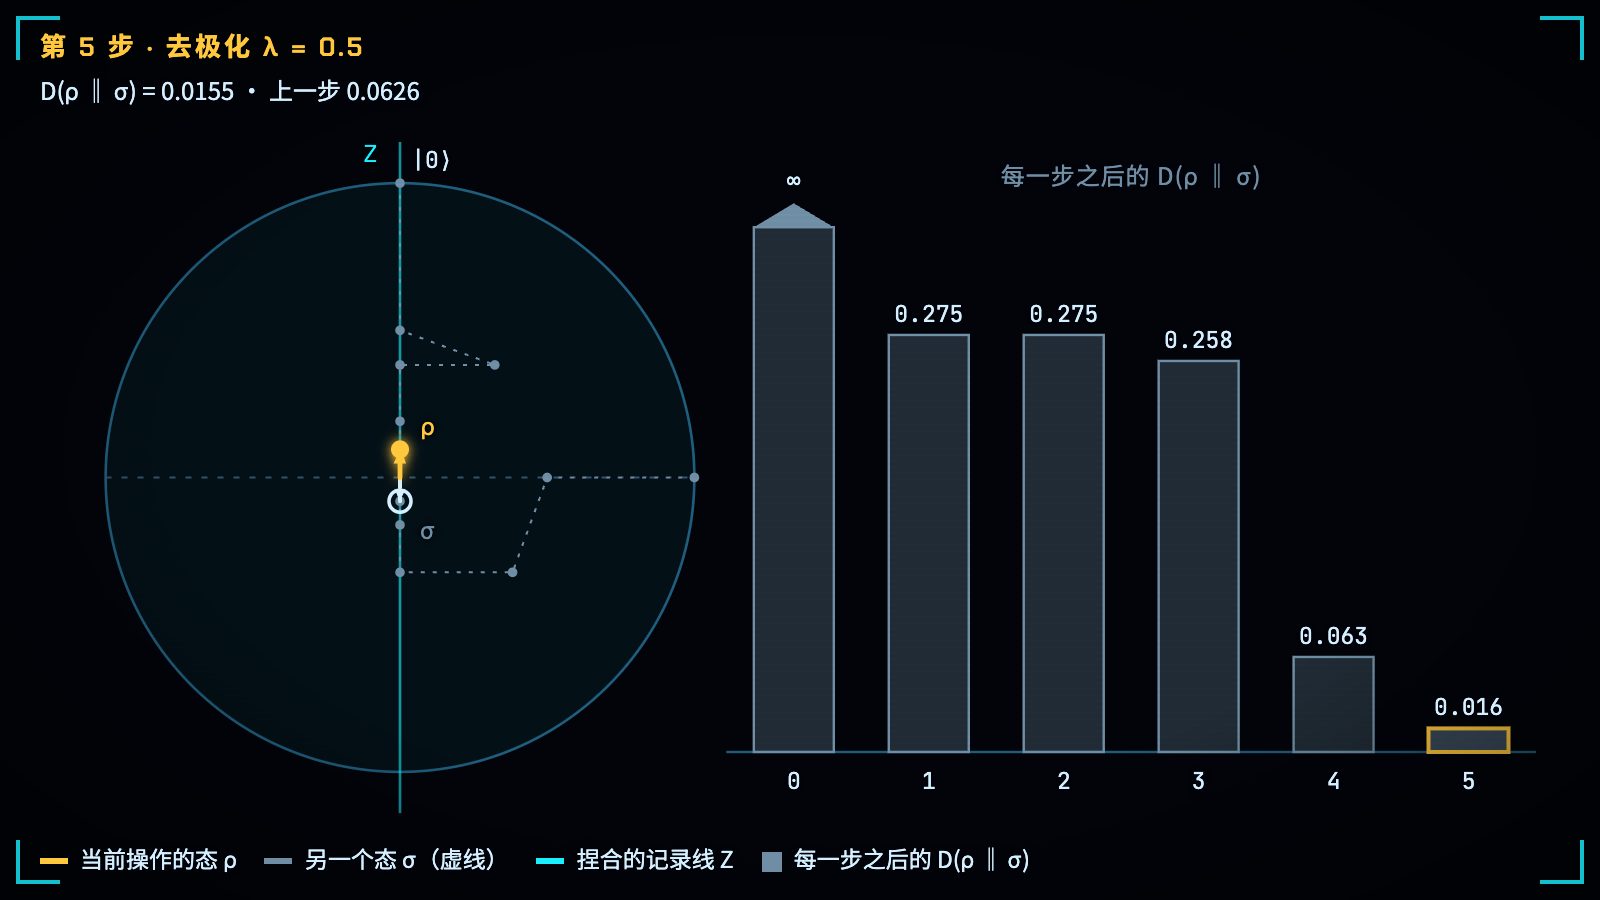 第 5 步 · 去极化 λ = 0.5
D(ρ ‖ σ) = 0.0155 · 上一步 0.0626
Z
|0⟩
ρ
σ
每一步之后的 D(ρ ‖ σ)
∞
0.275
0.275
0.258
0.063
0.016
0
1
2
3
4
5
当前操作的态 ρ
另一个态 σ（虚线）
捏合的记录线 Z
每一步之后的 D(ρ ‖ σ)